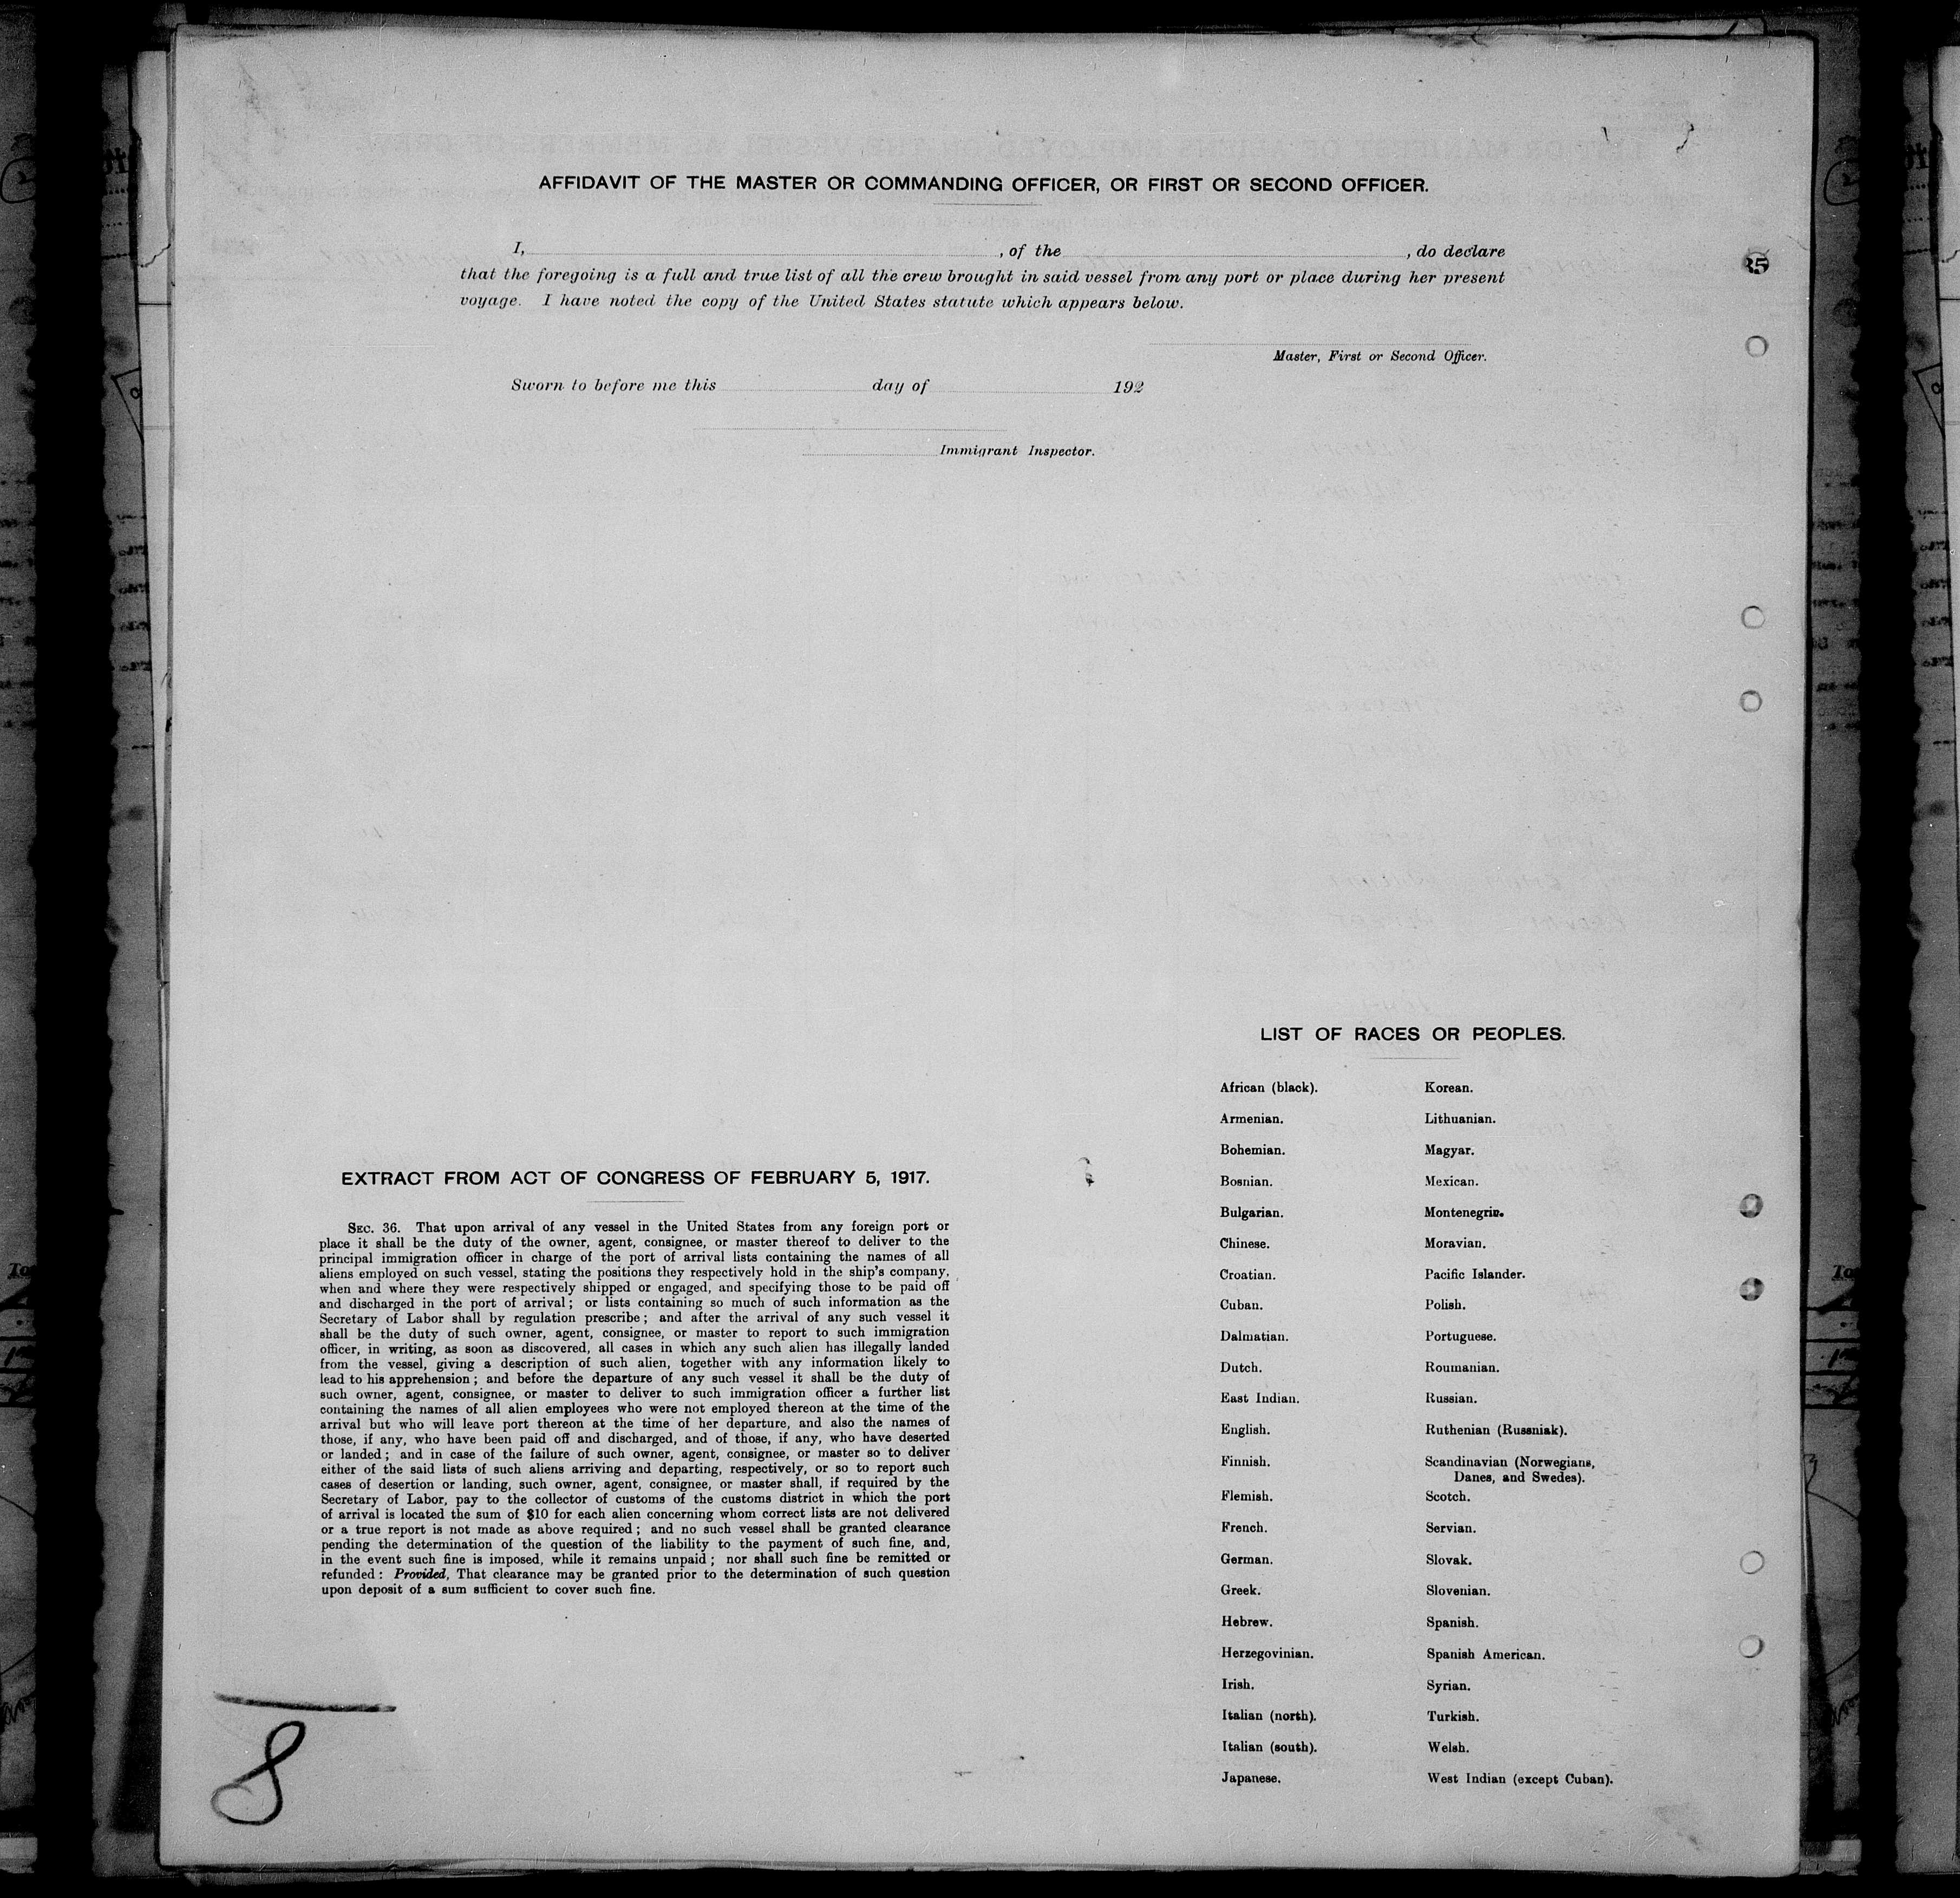 AFFIDAVIT OF THE MASTER OR COMMANDING OFFICER, OR FIRST OR SECOND OFFICER.
I, , of the , do declare
that the foregoing is a full and true list of all the crew brought in said vessel from any port or place during her present
voyage. I have noted the copy of the United States statute which appears below.
Master, First or Second Officer.
Sworn to before me this day of 192
Immigrant Inspector.
35
EXTRACT FROM ACT OF CONGRESS OF FEBRUARY 5, 1917.
SEC. 36. That upon arrival of any vessel in the United States from any foreign port or
place it shall be the duty of the owner, agent, consignee, or master thereof to deliver to the
principal immigration officer in charge of the port of arrival lists containing the names of all
aliens employed on such vessel, stating the positions they respectively hold in the ship's company,
when and where they were respectively shipped or engaged, and specifying those to be paid off
and discharged in the port of arrival; or lists containing so much of such information as the
Secretary of Labor shall by regulation prescribe; and after the arrival of any such vessel it
shall be the duty of such owner, agent, consignee, or master to report to such immigration
officer, in writing, as soon as discovered, all cases in which any such alien has illegally landed
from the vessel, giving a description of such alien, together with any information likely to
lead to his apprehension; and before the departure of any such vessel it shall be the duty of
such owner, agent, consignee, or master to deliver to such immigration officer a further list
containing the names of all alien employees who were not employed thereon at the time of the
arrival but who will leave port thereon at the time of her departure, and also the names of
those, if any, who have been paid off and discharged, and of those, if any, who have deserted
or landed; and in case of the failure of such owner, agent, consignee, or master so to deliver
either of the said lists of such aliens arriving and departing, respectively, or so to report such
cases of desertion or landing, such owner, agent, consignee, or master shall, if required by the
Secretary of Labor, pay to the collector of customs of the customs district in which the port
of arrival is located the sum of $10 for each alien concerning whom correct lists are not delivered
or a true report is not made as above required; and no such vessel shall be granted clearance
pending the determination of the question of the liability to the payment of such fine, and,
in the event such fine is imposed, while it remains unpaid; nor shall such fine be remitted or
refunded: Provided, That clearance may be granted prior to the determination of such question
upon deposit of a sum sufficient to cover such fine.
8
LIST OF RACES OR PEOPLES.
African (black).
Armenian.
Bohemian.
Bosnian.
Bulgarian.
Chinese.
Croatian.
Cuban.
Dalmatian.
Dutch.
East Indian.
English.
Finnish.
Flemish.
French.
German.
Greek.
Hebrew.
Herzegovinian.
Irish.
Italian (north).
Italian (south).
Japanese.
Korean.
Lithuanian.
Magyar.
Mexican.
Montenegrin.
Moravian.
Pacific Islander.
Polish.
Portuguese.
Roumanian.
Russian.
Ruthenian (Russniak).
Scandinavian (Norwegians,
Danes, and Swedes).
Scotch.
Servian.
Slovak.
Slovenian.
Spanish.
Spanish American.
Syrian.
Turkish.
Welsh.
West Indian (except Cuban).